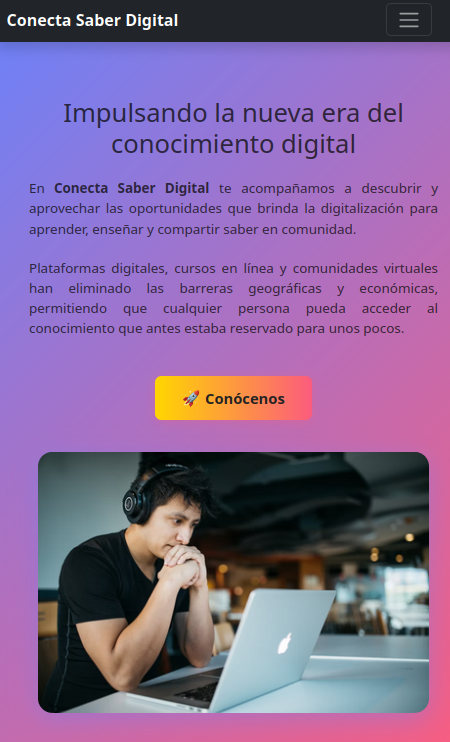 Conecta Saber Digital
Impulsando la nueva era del
conocimiento digital
En Conecta Saber Digital te acompañamos a descubrir y
aprovechar las oportunidades que brinda la digitalización para
aprender, enseñar y compartir saber en comunidad.
Plataformas digitales, cursos en línea y comunidades virtuales
han eliminado las barreras geográficas y económicas,
permitiendo que cualquier persona pueda acceder al
conocimiento que antes estaba reservado para unos pocos.
🚀 Conócenos